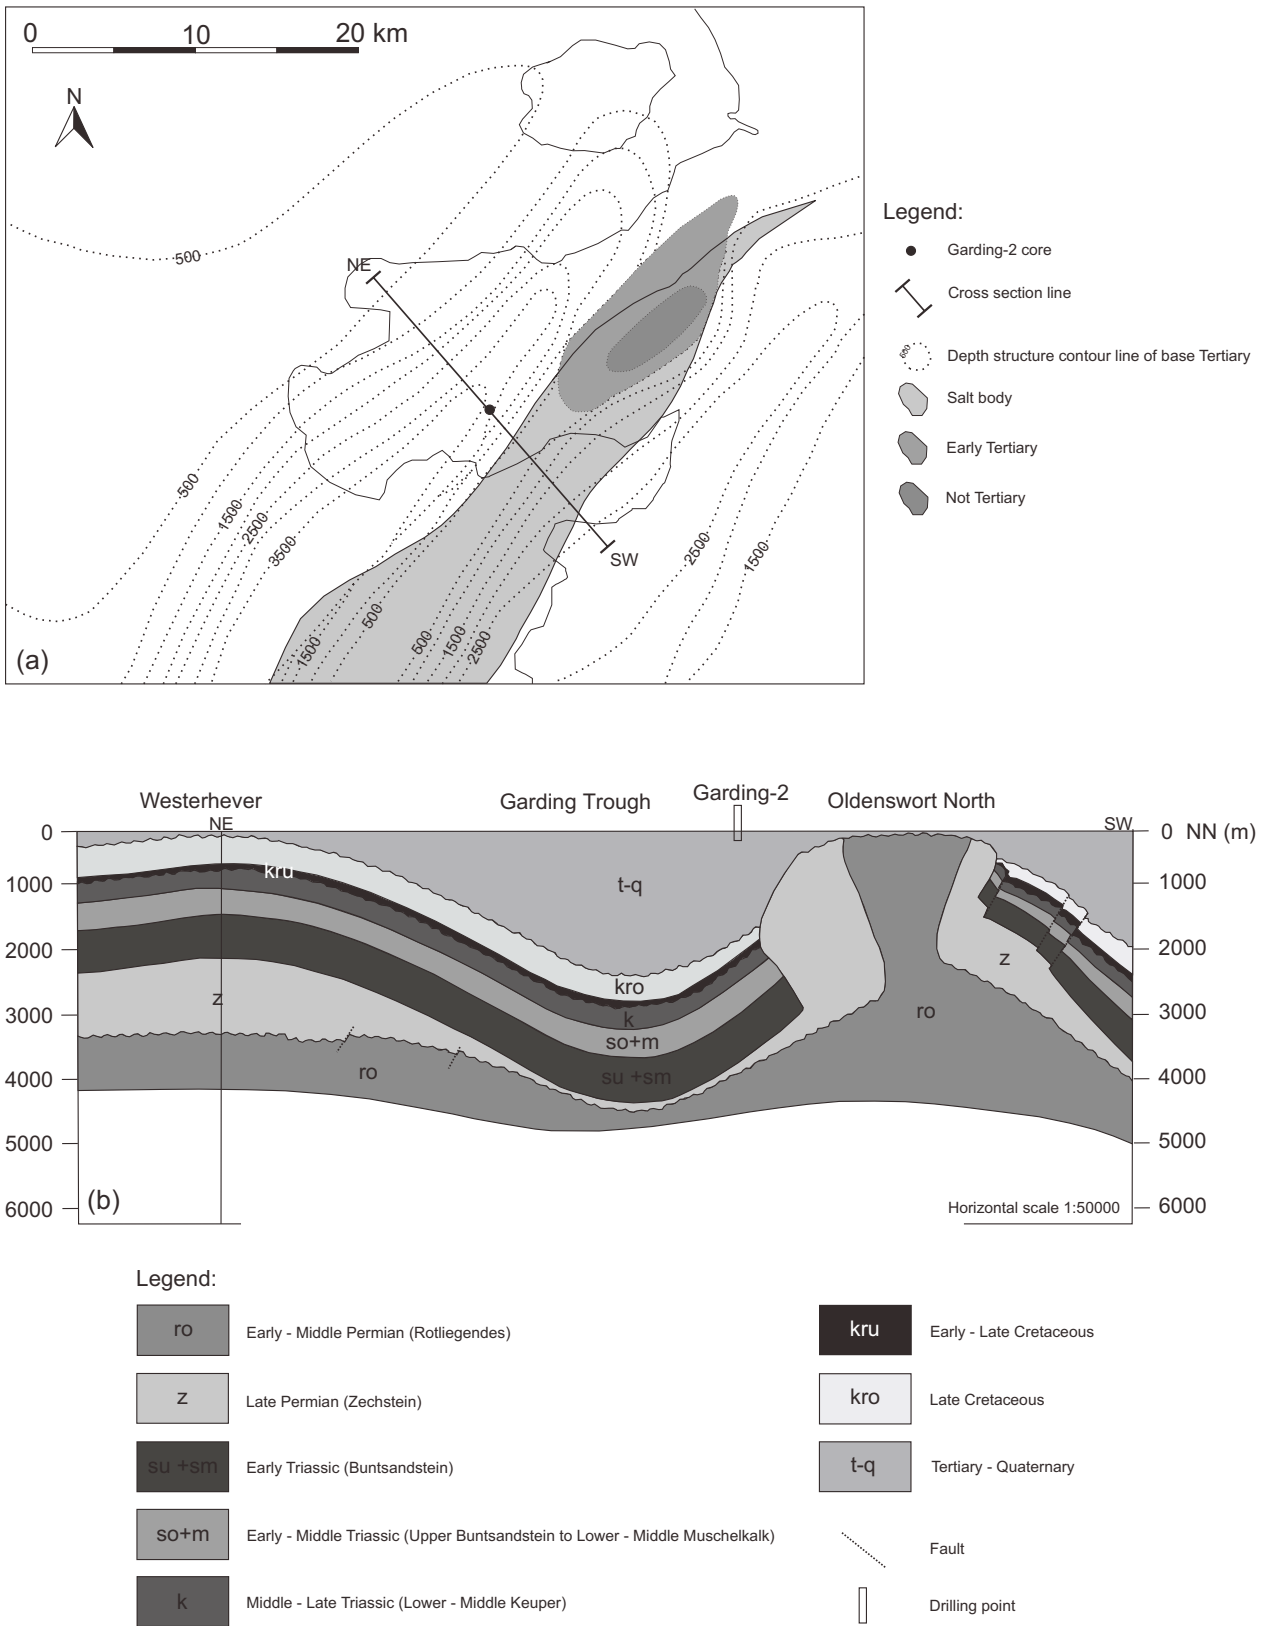 0 10 20 km
N
500
NE
SW
500
1500
2500
3500
1500
500
500
1500
2500
2500
1500
(a)
Legend:
Garding-2 core
Cross section line
Depth structure contour line of base Tertiary
Salt body
Early Tertiary
Not Tertiary
Westerhever Garding Trough Garding-2 Oldenswort North
NE SW
0 0 NN (m)
1000 1000
2000 2000
3000 3000
4000 4000
5000 5000
6000 6000
kru
t-q
kro
k
so+m
su +sm
z
ro
ro
z
(b)
Horizontal scale 1:50000
Legend:
ro Early - Middle Permian (Rotliegendes)
z Late Permian (Zechstein)
su +sm Early Triassic (Buntsandstein)
so+m Early - Middle Triassic (Upper Buntsandstein to Lower - Middle Muschelkalk)
k Middle - Late Triassic (Lower - Middle Keuper)
kru Early - Late Cretaceous
kro Late Cretaceous
t-q Tertiary - Quaternary
Fault
Drilling point